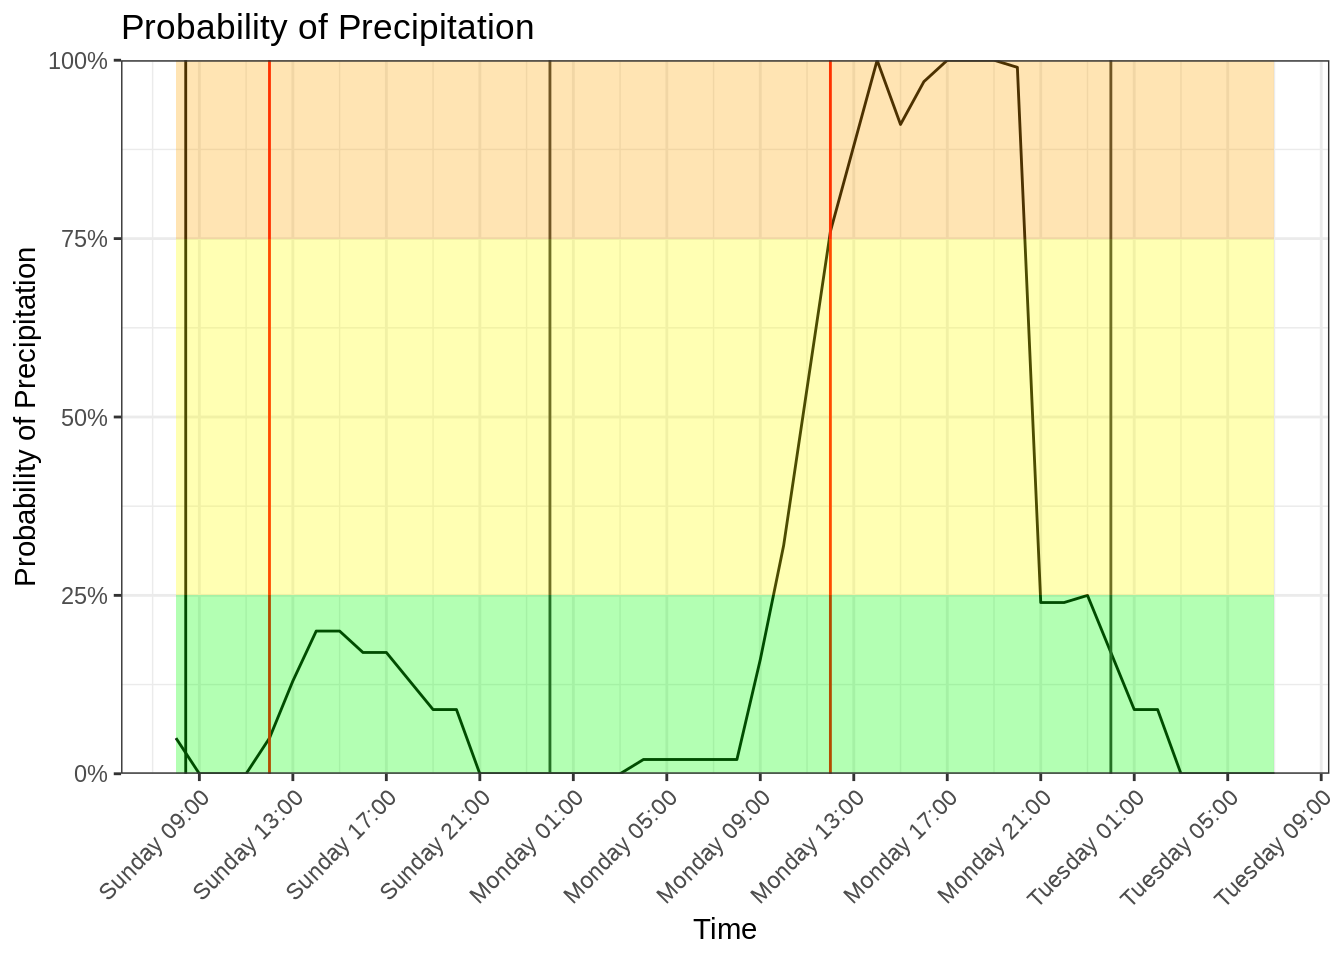 Probability of Precipitation
Probability of Precipitation
100%
75%
50%
25%
0%
Sunday 09:00
Sunday 13:00
Sunday 17:00
Sunday 21:00
Monday 01:00
Monday 05:00
Monday 09:00
Monday 13:00
Monday 17:00
Monday 21:00
Tuesday 01:00
Tuesday 05:00
Tuesday 09:00
Time